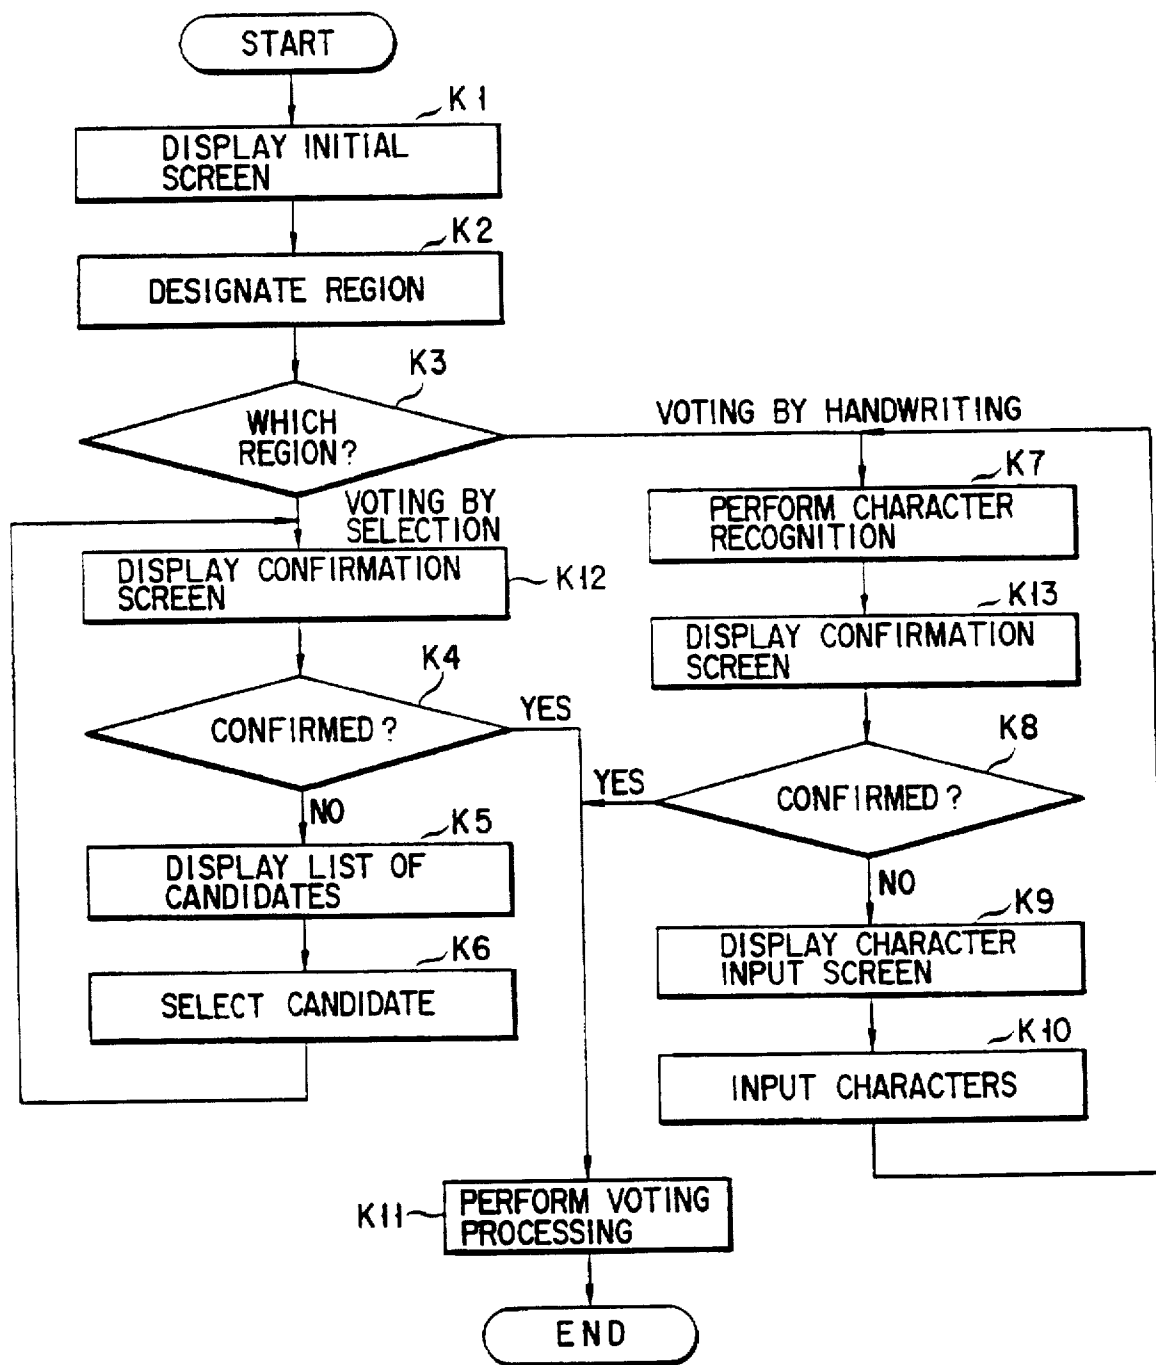 START
K1
DISPLAY INITIAL
SCREEN
K2
DESIGNATE REGION
K3
WHICH
REGION?
VOTING BY HANDWRITING
VOTING BY
SELECTION
K7
PERFORM CHARACTER
RECOGNITION
DISPLAY CONFIRMATION
SCREEN
K12
K13
DISPLAY CONFIRMATION
SCREEN
K4
CONFIRMED?
YES
K8
YES
CONFIRMED?
NO
K5
DISPLAY LIST OF
CANDIDATES
NO
K9
DISPLAY CHARACTER
INPUT SCREEN
K6
SELECT CANDIDATE
K10
INPUT CHARACTERS
K11
PERFORM VOTING
PROCESSING
END